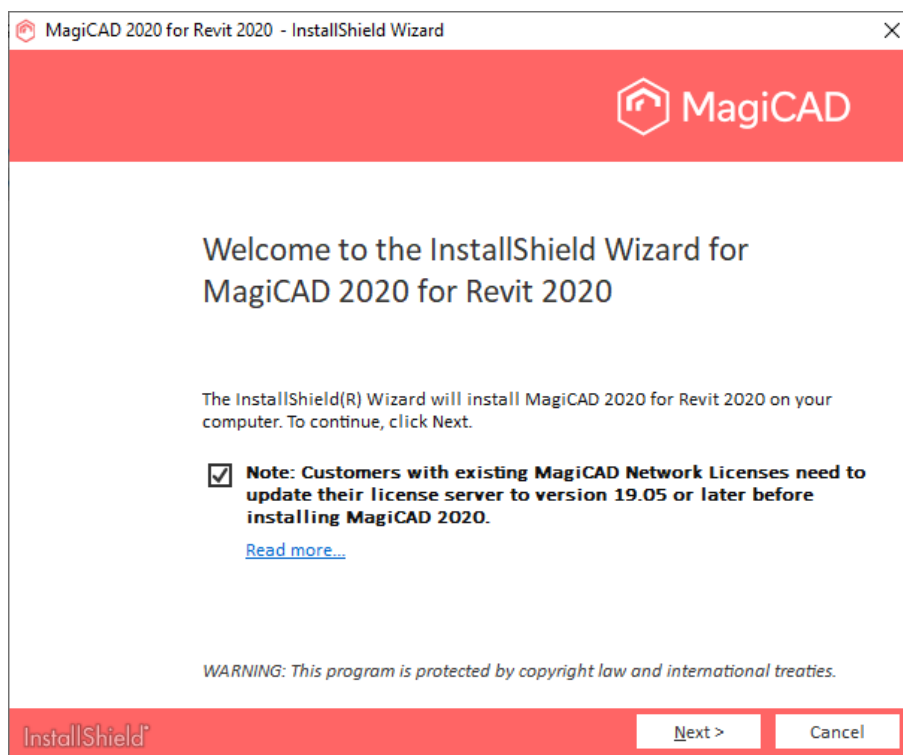 MagiCAD 2020 for Revit 2020 - InstallShield Wizard
MagiCAD
Welcome to the InstallShield Wizard for
MagiCAD 2020 for Revit 2020
The InstallShield(R) Wizard will install MagiCAD 2020 for Revit 2020 on your
computer. To continue, click Next.
Note: Customers with existing MagiCAD Network Licenses need to
update their license server to version 19.05 or later before
installing MagiCAD 2020.
Read more...
WARNING: This program is protected by copyright law and international treaties.
InstallShield
Next >
Cancel